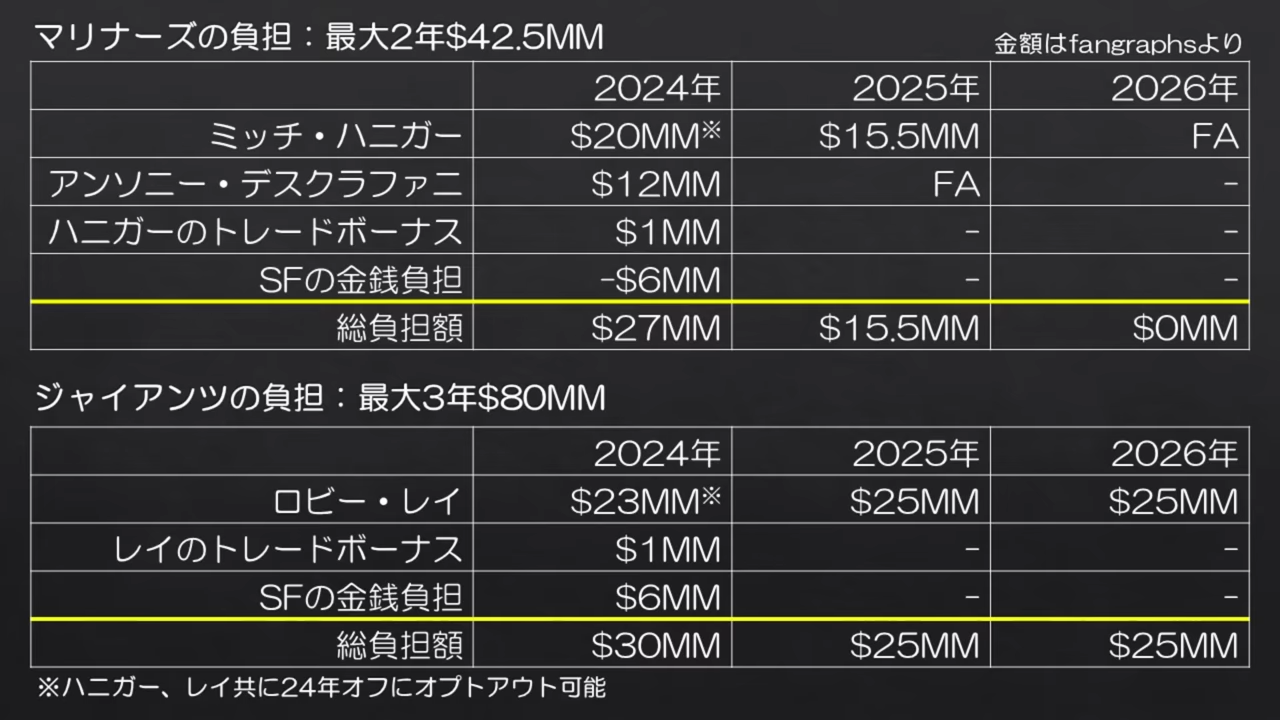 マリナーズの負担：最大2年$42.5MM
金額はfangraphsより
2024年 2025年 2026年
ミッチ・ハニガー $20MM※ $15.5MM FA
アンソニー・デスクラファニ $12MM FA -
ハニガーのトレードボーナス $1MM - -
SFの金銭負担 -$6MM - -
総負担額 $27MM $15.5MM $0MM
ジャイアンツの負担：最大3年$80MM
2024年 2025年 2026年
ロビー・レイ $23MM※ $25MM $25MM
レイのトレードボーナス $1MM - -
SFの金銭負担 $6MM - -
総負担額 $30MM $25MM $25MM
※ハニガー、レイ共に24年オフにオプトアウト可能